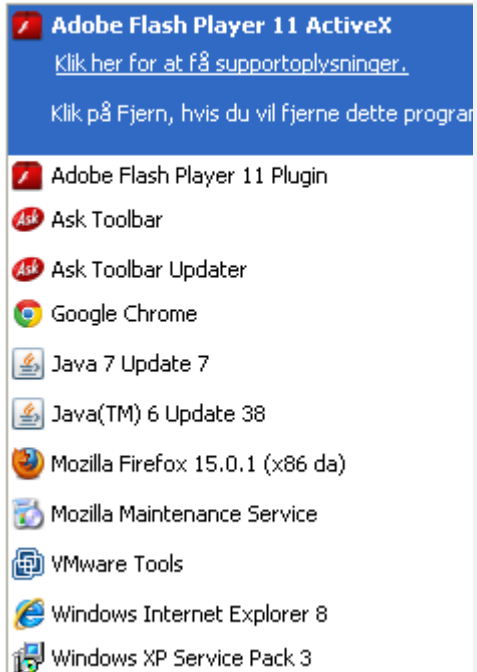 Adobe Flash Player 11 ActiveX
Klik her for at få supportoplysninger.
Klik på Fjern, hvis du vil fjerne dette prograr
Adobe Flash Player 11 Plugin
Ask Ask Toolbar
Ask Ask Toolbar Updater
Google Chrome
Java 7 Update 7
Java(TM) 6 Update 38
Mozilla Firefox 15.0.1 (x86 da)
Mozilla Maintenance Service
VMware Tools
Windows Internet Explorer 8
Windows XP Service Pack 3